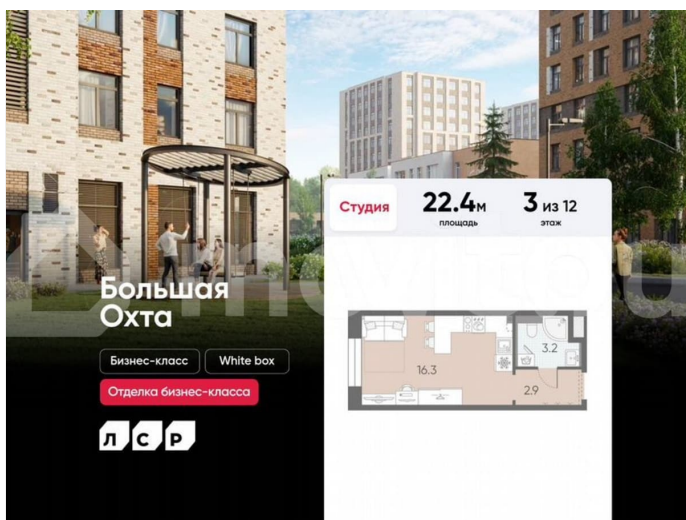 Студия
22.4м
площадь
3 из 12
этаж
Большая
Охта
Бизнес-класс
White box
Отделка бизнес-класса
ЛСР
16.3
3.2
2.9